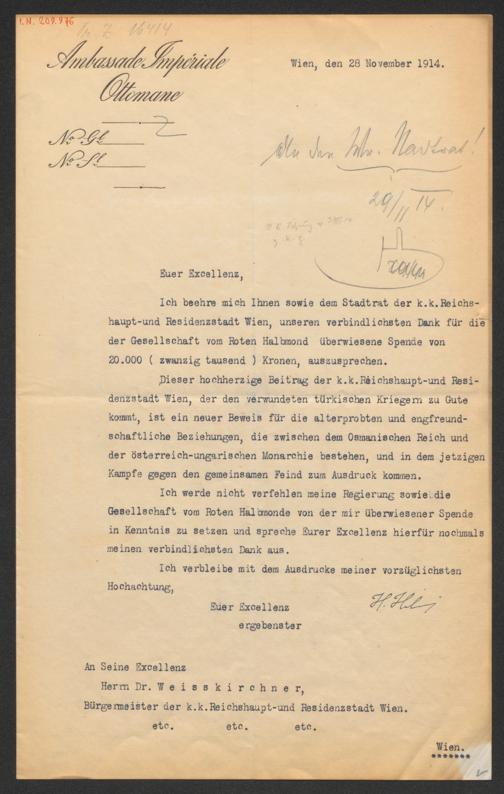 I.N. 209.976
16414
Ambassade Impériale
Ottomane
Wien, den 28 November 1914.
No. Gl.
No. Sl.
An den
29/II 14.
Euer Excellenz,
Ich beehre mich Ihnen sowie dem Stadtrat der k.k.Reichs-
haupt-und Residenzstadt Wien, unseren verbindlichsten Dank für die
der Gesellschaft vom Roten Halbmond überwiesene Spende von
20.000 ( zwanzig tausend ) Kronen, auszusprechen.
Dieser hochherzige Beitrag der k.k.Reichshaupt-und Resi-
denzstadt Wien, der den verwundeten türkischen Kriegern zu Gute
kommt, ist ein neuer Beweis für die alterprobten und engfreund-
schaftliche Beziehungen, die zwischen dem Osmanischen Reich und
der österreich-ungarischen Monarchie bestehen, und in dem jetzigen
Kampfe gegen den gemeinsamen Feind zum Ausdruck kommen.
Ich werde nicht verfehlen meine Regierung sowie die
Gesellschaft vom Roten Halbmonde von der mir überwiesener Spende
in Kenntnis zu setzen und spreche Eurer Excellenz hierfür nochmals
meinen verbindlichsten Dank aus.
Ich verbleibe mit dem Ausdrucke meiner vorzüglichsten
Hochachtung,
Euer Excellenz
ergebenster
An Seine Excellenz
Herrn Dr. W e i s s k i r c h n e r,
Bürgermeister der k.k.Reichshaupt-und Residenzstadt Wien.
etc. etc. etc.
Wien.
*******